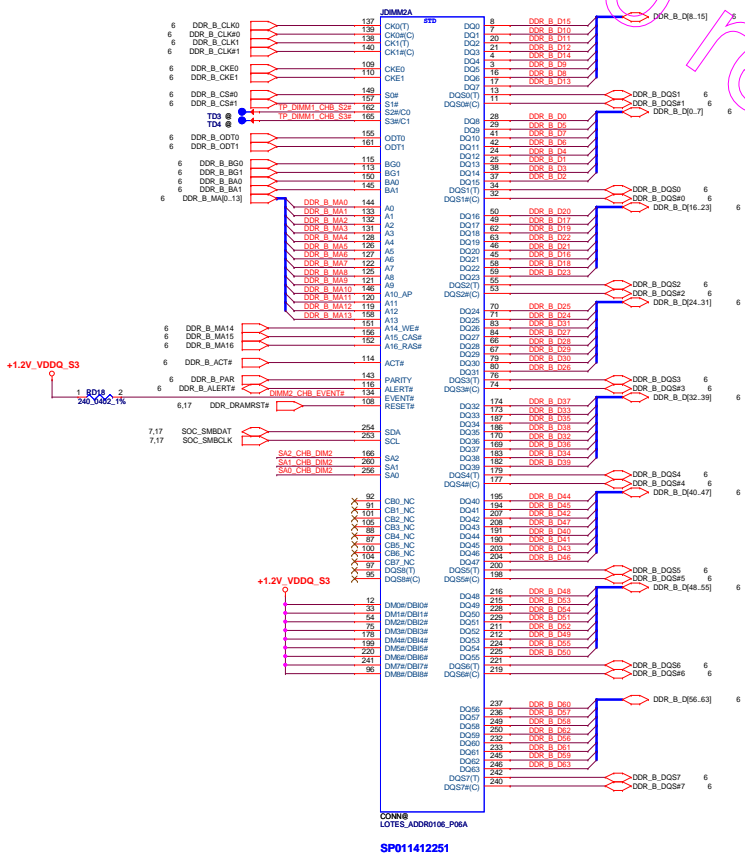 JDIMM2A
STD
6 DDR_B_CLK0 137 CK0(T)
6 DDR_B_CLK#0 139 CK0#(C)
6 DDR_B_CLK1 138 CK1(T)
6 DDR_B_CLK#1 140 CK1#(C)
6 DDR_B_CKE0 109 CKE0
6 DDR_B_CKE1 110 CKE1
6 DDR_B_CS#0 149 S0#
6 DDR_B_CS#1 157 S1#
TD3 @ TP_DIMM1_CHB_S2# 162 S2#/C0
TD4 @ TP_DIMM1_CHB_S3# 165 S3#/C1
6 DDR_B_ODT0 155 ODT0
6 DDR_B_ODT1 161 ODT1
6 DDR_B_BG0 115 BG0
6 DDR_B_BG1 113 BG1
6 DDR_B_BA0 150 BA0
6 DDR_B_BA1 145 BA1
6 DDR_B_MA[0..13]
DDR_B_MA0 144 A0
DDR_B_MA1 133 A1
DDR_B_MA2 132 A2
DDR_B_MA3 131 A3
DDR_B_MA4 128 A4
DDR_B_MA5 126 A5
DDR_B_MA6 127 A6
DDR_B_MA7 122 A7
DDR_B_MA8 125 A8
DDR_B_MA9 121 A9
DDR_B_MA10 146 A10_AP
DDR_B_MA11 120 A11
DDR_B_MA12 119 A12
DDR_B_MA13 158 A13
6 DDR_B_MA14 151 A14_WE#
6 DDR_B_MA15 156 A15_CAS#
6 DDR_B_MA16 152 A16_RAS#
6 DDR_B_ACT# 114 ACT#
+1.2V_VDDQ_S3
6 DDR_B_PAR 143 PARITY
6 DDR_B_ALERT# 116 ALERT#
1 RD18 2 DIMM2_CHB_EVENT# 134 EVENT#
240_0402_1%
6,17 DDR_DRAMRST# 108 RESET#
7,17 SOC_SMBDAT 254 SDA
7,17 SOC_SMBCLK 253 SCL
SA2_CHB_DIM2 166 SA2
SA1_CHB_DIM2 260 SA1
SA0_CHB_DIM2 256 SA0
92 CB0_NC
91 CB1_NC
101 CB2_NC
105 CB3_NC
88 CB4_NC
87 CB5_NC
100 CB6_NC
104 CB7_NC
97 DQS8(T)
95 DQS8#(C)
+1.2V_VDDQ_S3
12 DM0#/DBI0#
33 DM1#/DBI1#
54 DM2#/DBI2#
75 DM3#/DBI3#
178 DM4#/DBI4#
199 DM5#/DBI5#
220 DM6#/DBI6#
241 DM7#/DBI7#
96 DM8#/DBI8#
DQ0 8 DDR_B_D15 DDR_B_D[8..15] 6
DQ1 7 DDR_B_D10
DQ2 20 DDR_B_D11
DQ3 21 DDR_B_D12
DQ4 4 DDR_B_D14
DQ5 3 DDR_B_D9
DQ6 16 DDR_B_D8
DQ7 17 DDR_B_D13
DQS0(T) 13 DDR_B_DQS1 6
DQS0#(C) 11 DDR_B_DQS#1 6
DDR_B_D[0..7] 6
DQ8 28 DDR_B_D0
DQ9 29 DDR_B_D5
DQ10 41 DDR_B_D7
DQ11 42 DDR_B_D6
DQ12 24 DDR_B_D4
DQ13 25 DDR_B_D1
DQ14 38 DDR_B_D3
DQ15 37 DDR_B_D2
DQS1(T) 34 DDR_B_DQS0 6
DQS1#(C) 32 DDR_B_DQS#0 6
DDR_B_D[16..23] 6
DQ16 50 DDR_B_D20
DQ17 49 DDR_B_D17
DQ18 62 DDR_B_D19
DQ19 63 DDR_B_D22
DQ20 46 DDR_B_D21
DQ21 45 DDR_B_D16
DQ22 58 DDR_B_D18
DQ23 59 DDR_B_D23
DQS2(T) 55 DDR_B_DQS2 6
DQS2#(C) 53 DDR_B_DQS#2 6
DDR_B_D[24..31] 6
DQ24 70 DDR_B_D25
DQ25 71 DDR_B_D24
DQ26 83 DDR_B_D31
DQ27 84 DDR_B_D27
DQ28 66 DDR_B_D28
DQ29 67 DDR_B_D29
DQ30 79 DDR_B_D30
DQ31 80 DDR_B_D26
DQS3(T) 76 DDR_B_DQS3 6
DQS3#(C) 74 DDR_B_DQS#3 6
DDR_B_D[32..39] 6
DQ32 174 DDR_B_D37
DQ33 173 DDR_B_D33
DQ34 187 DDR_B_D35
DQ35 186 DDR_B_D38
DQ36 170 DDR_B_D32
DQ37 169 DDR_B_D36
DQ38 183 DDR_B_D34
DQ39 182 DDR_B_D39
DQS4(T) 179 DDR_B_DQS4 6
DQS4#(C) 177 DDR_B_DQS#4 6
DDR_B_D[40..47] 6
DQ40 195 DDR_B_D44
DQ41 194 DDR_B_D45
DQ42 207 DDR_B_D42
DQ43 208 DDR_B_D47
DQ44 191 DDR_B_D40
DQ45 190 DDR_B_D41
DQ46 203 DDR_B_D43
DQ47 204 DDR_B_D46
DQS5(T) 200 DDR_B_DQS5 6
DQS5#(C) 198 DDR_B_DQS#5 6
DDR_B_D[48..55] 6
DQ48 216 DDR_B_D48
DQ49 215 DDR_B_D53
DQ50 228 DDR_B_D54
DQ51 229 DDR_B_D51
DQ52 211 DDR_B_D52
DQ53 212 DDR_B_D49
DQ54 224 DDR_B_D55
DQ55 225 DDR_B_D50
DQS6(T) 221 DDR_B_DQS6 6
DQS6#(C) 219 DDR_B_DQS#6 6
DDR_B_D[56..63] 6
DQ56 237 DDR_B_D60
DQ57 236 DDR_B_D57
DQ58 249 DDR_B_D58
DQ59 250 DDR_B_D62
DQ60 232 DDR_B_D56
DQ61 233 DDR_B_D61
DQ62 245 DDR_B_D59
DQ63 246 DDR_B_D63
DQS7(T) 242 DDR_B_DQS7 6
DQS7#(C) 240 DDR_B_DQS#7 6
CONN@
LOTES_ADDR0106_P06A
SP011412251